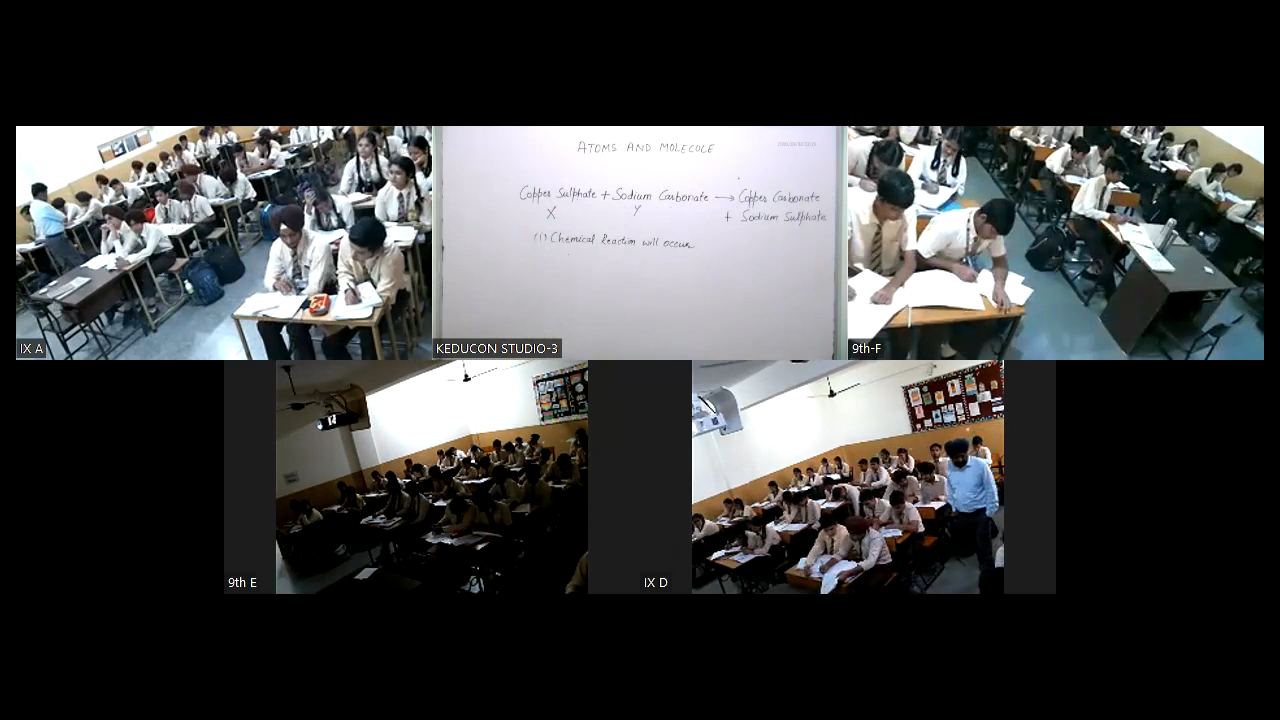 ATOMS AND MOLECULE
Copper Sulphate + Sodium Carbonate → Copper Carbonate
X Y + Sodium Sulphate
(i) Chemical Reaction will occur
IX A
KEDUCON STUDIO-3
9th-F
9th E
IX D